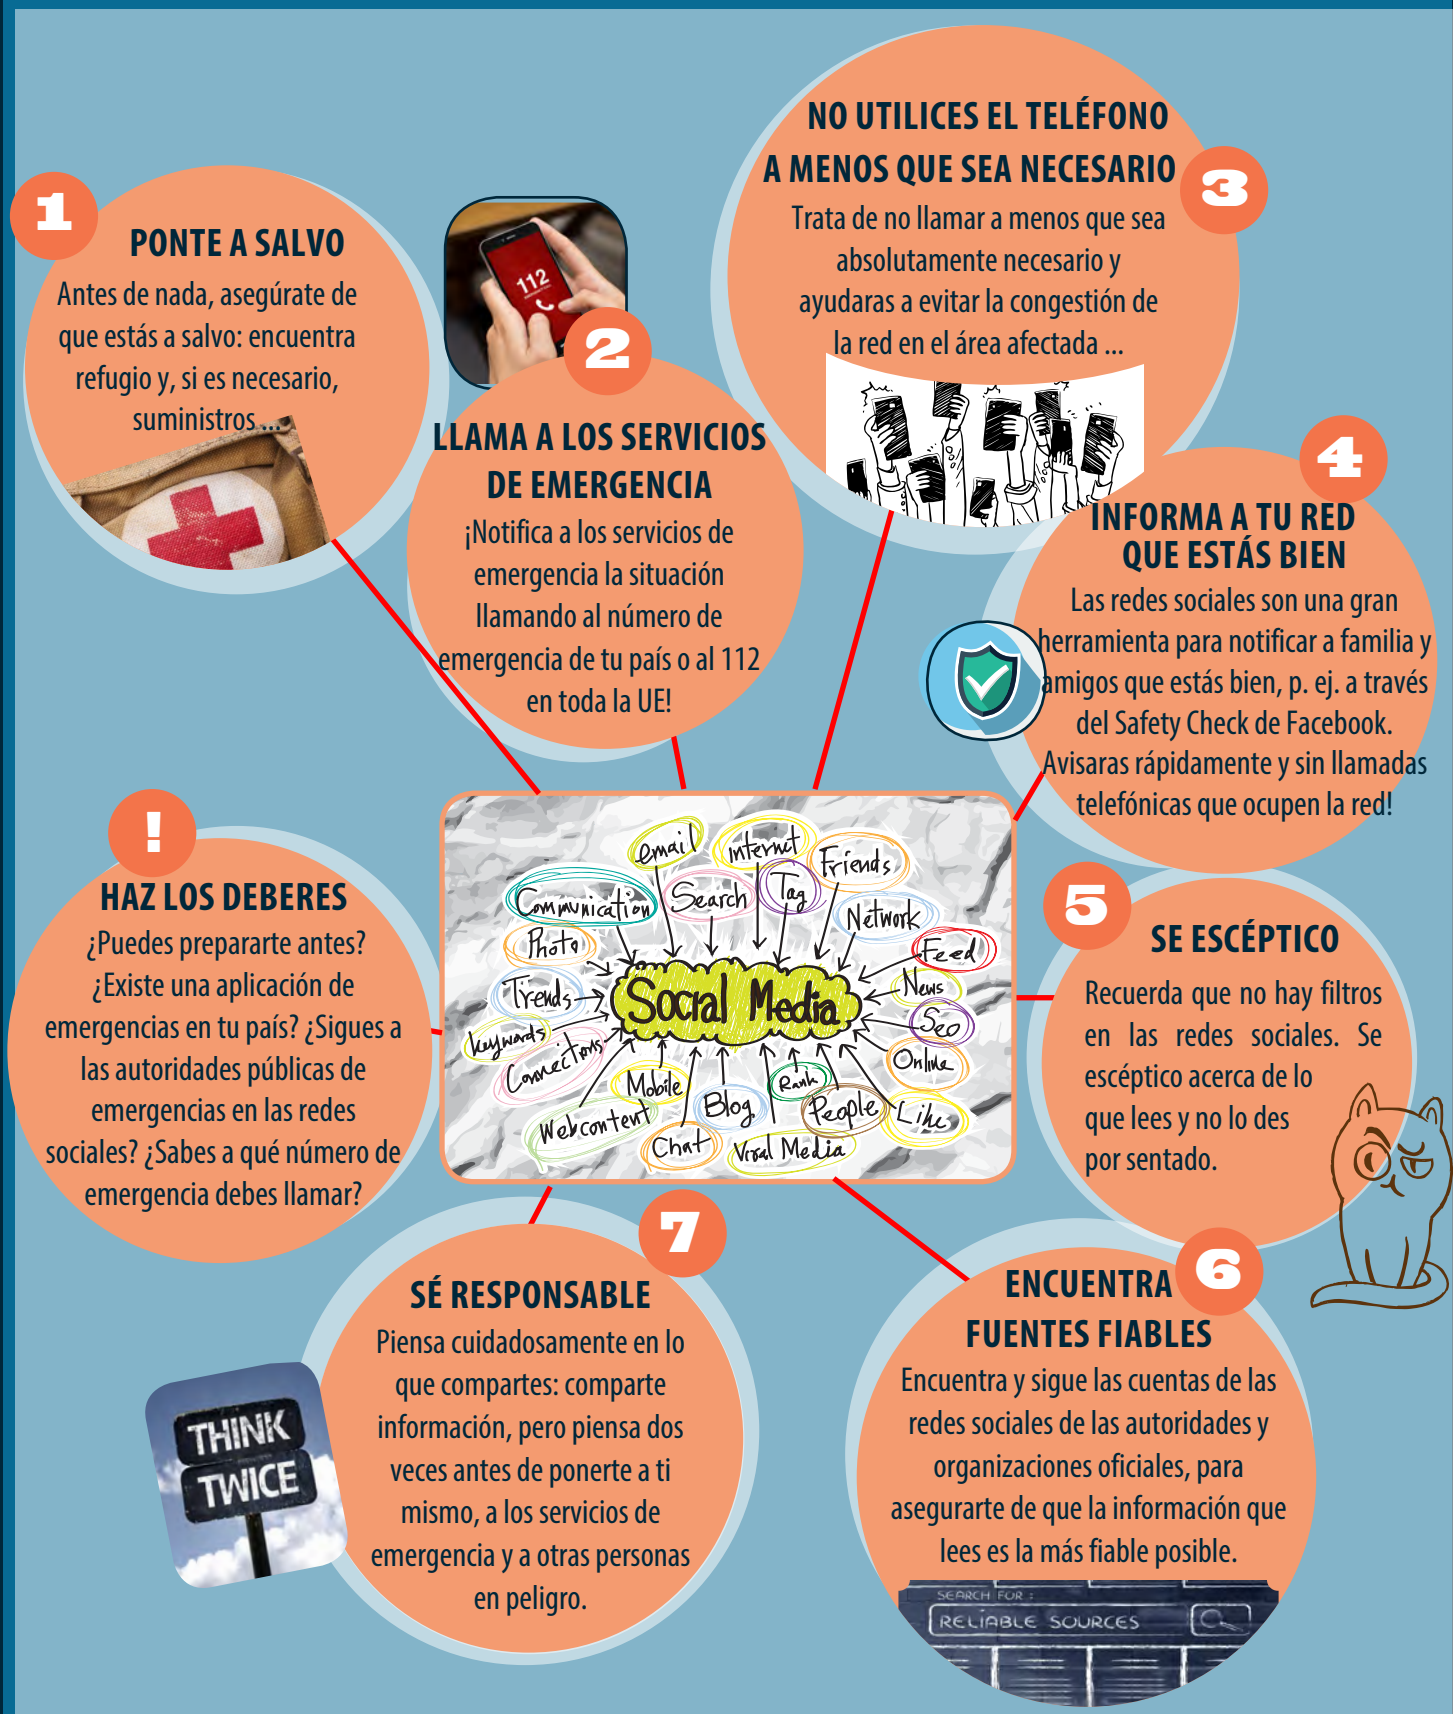 1
PONTE A SALVO
Antes de nada, asegúrate de
que estás a salvo: encuentra
refugio y, si es necesario,
suministros ...
112
2
LLAMA A LOS SERVICIOS
DE EMERGENCIA
¡Notifica a los servicios de
emergencia la situación
llamando al número de
emergencia de tu país o al 112
en toda la UE!
3
NO UTILICES EL TELÉFONO
A MENOS QUE SEA NECESARIO
Trata de no llamar a menos que sea
absolutamente necesario y
ayudaras a evitar la congestión de
la red en el área afectada ...
4
INFORMA A TU RED
QUE ESTÁS BIEN
Las redes sociales son una gran
herramienta para notificar a familia y
amigos que estás bien, p. ej. a través
del Safety Check de Facebook.
Avisaras rápidamente y sin llamadas
telefónicas que ocupen la red!
!
HAZ LOS DEBERES
¿Puedes prepararte antes?
¿Existe una aplicación de
emergencias en tu país? ¿Sigues a
las autoridades públicas de
emergencias en las redes
sociales? ¿Sabes a qué número de
emergencia debes llamar?
email
internet
Friends
Communication
Search
Tag
Network
Photo
Feed
Trends
Social Media
News
Seo
keywords
Connections
Online
Mobile
Rank
Webcontent
Blog
People
Like
Chat
Viral Media
5
SE ESCÉPTICO
Recuerda que no hay filtros
en las redes sociales. Se
escéptico acerca de lo
que lees y no lo des
por sentado.
6
ENCUENTRA
FUENTES FIABLES
Encuentra y sigue las cuentas de las
redes sociales de las autoridades y
organizaciones oficiales, para
asegurarte de que la información que
lees es la más fiable posible.
SEARCH FOR :
RELIABLE SOURCES
7
SÉ RESPONSABLE
Piensa cuidadosamente en lo
que compartes: comparte
información, pero piensa dos
veces antes de ponerte a ti
mismo, a los servicios de
emergencia y a otras personas
en peligro.
THINK
TWICE